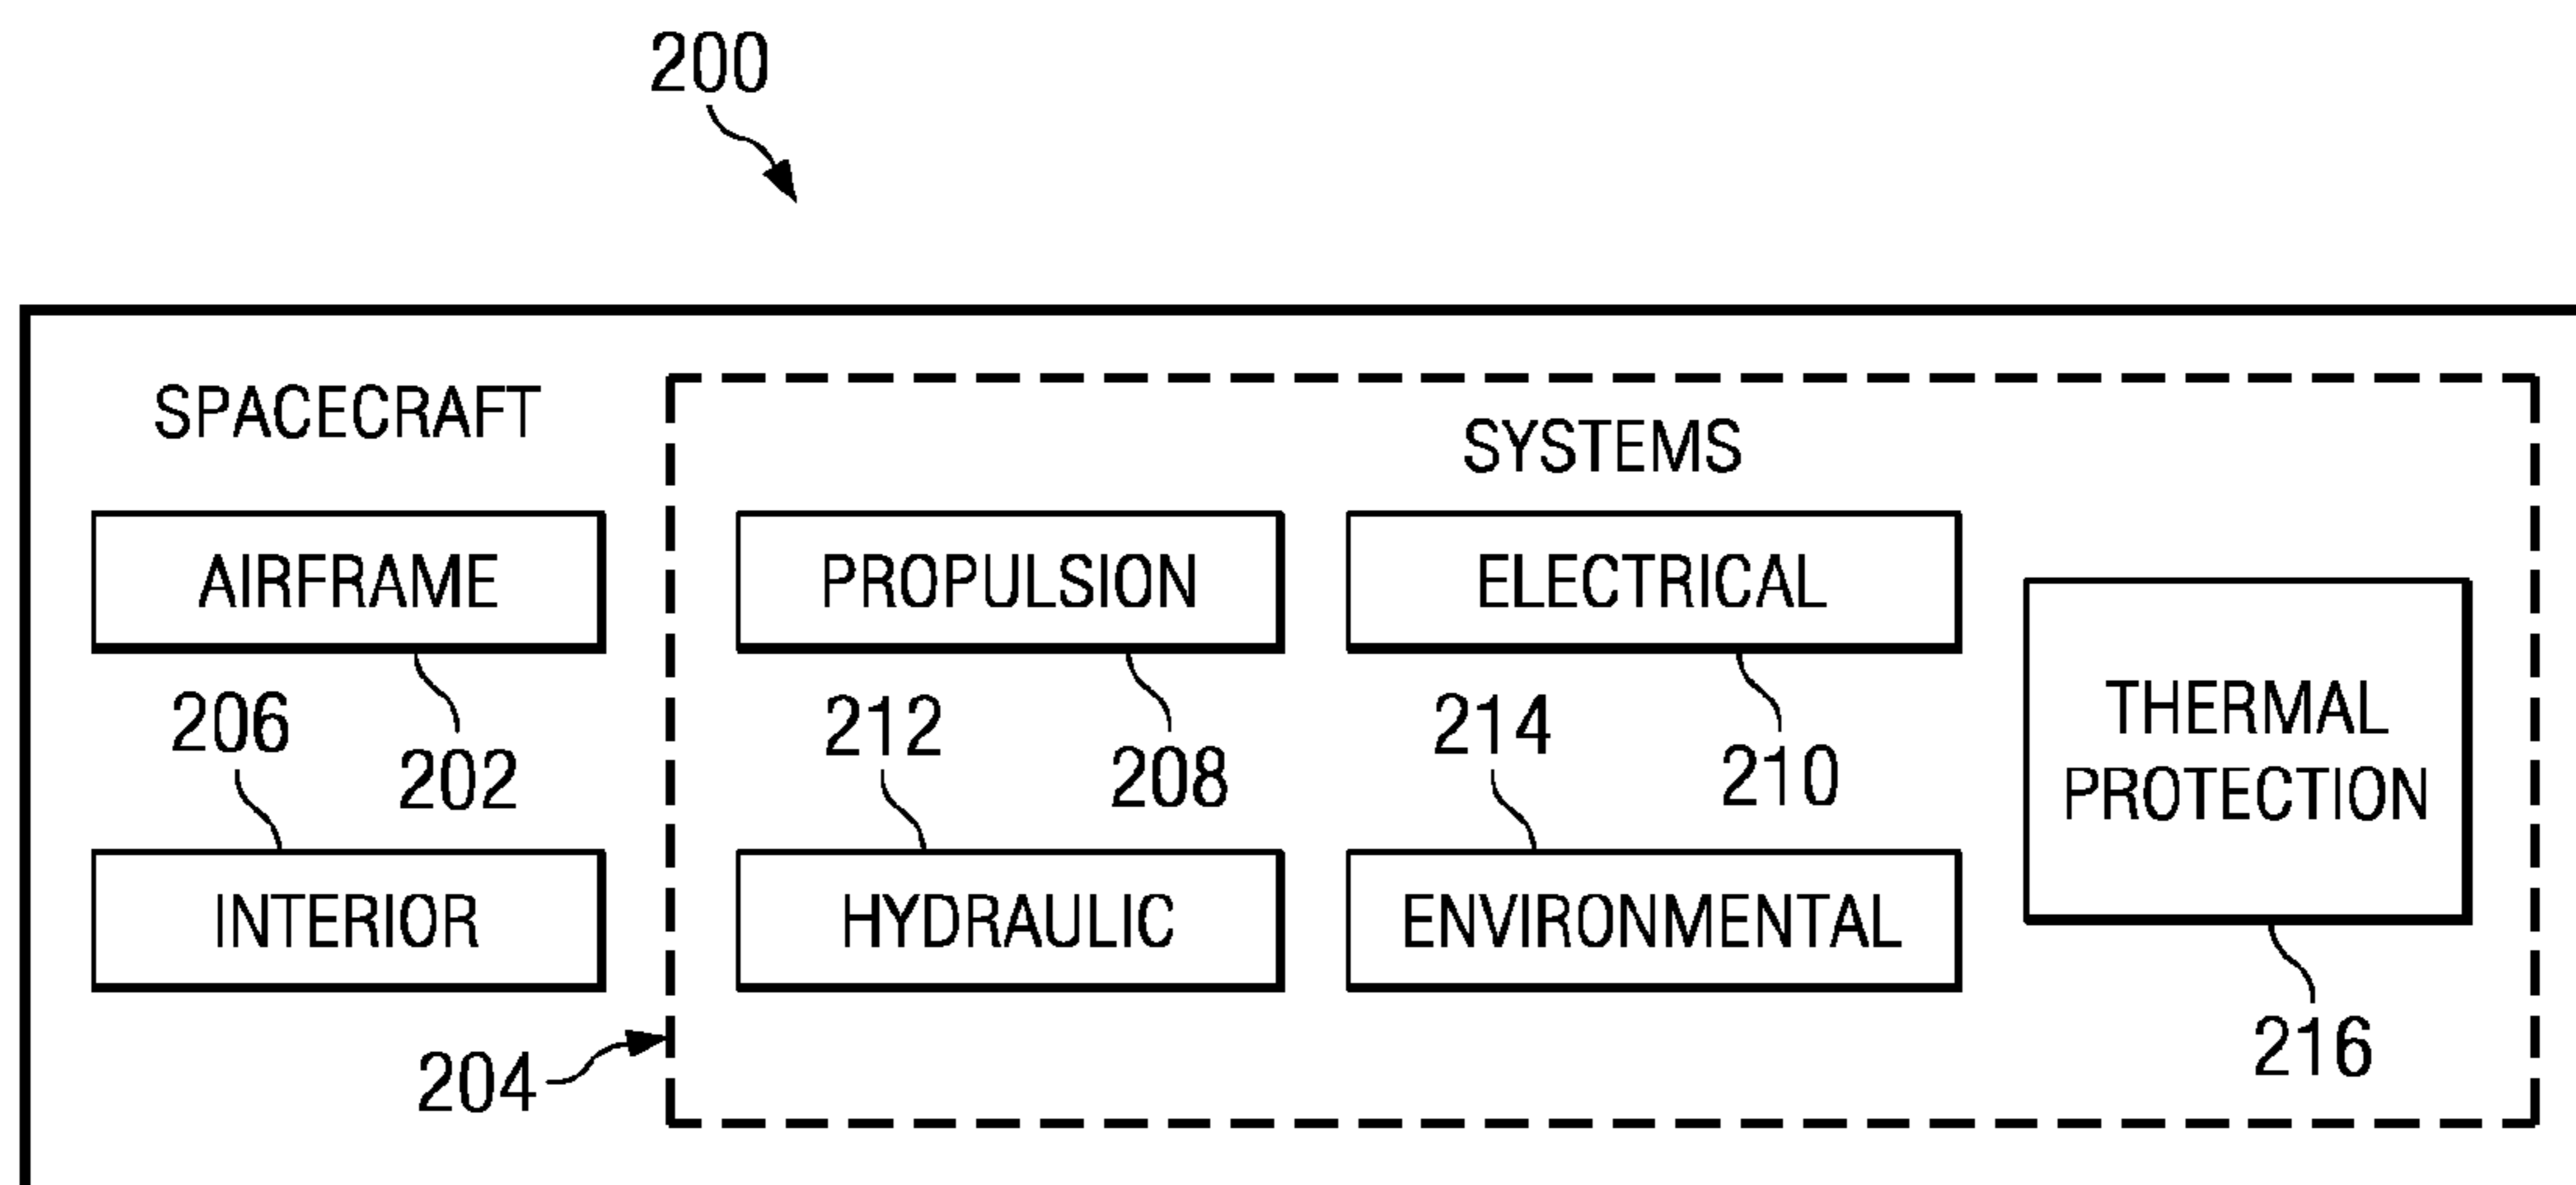 200
SPACECRAFT
SYSTEMS
AIRFRAME
PROPULSION
ELECTRICAL
THERMAL
PROTECTION
206
202
212
208
214
210
INTERIOR
HYDRAULIC
ENVIRONMENTAL
204
216